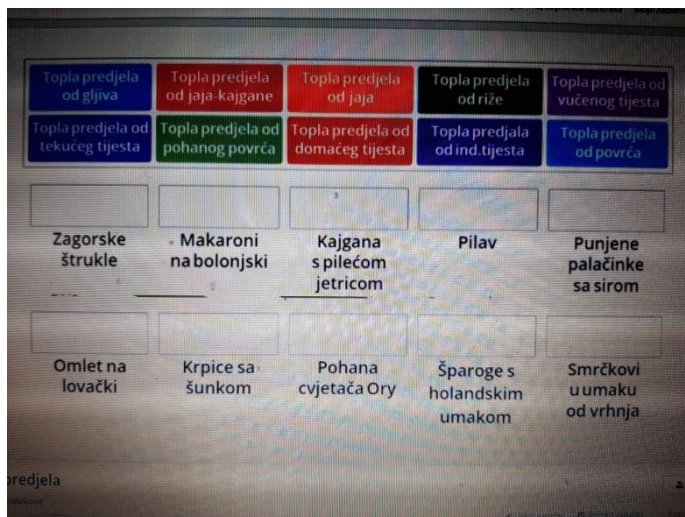 Topla predjela
od gljiva
Topla predjela
od jaja-kajgane
Topla predjela
od jaja
Topla predjela
od riže
Topla predjela od
vučenog tijesta
Topla predjela od
tekućeg tijesta
Topla predjela od
pohanog povrća
Topla predjela od
domaćeg tijesta
Topla predjala
od ind.tijesta
Topla predjela
od povrća
Zagorske
štrukle
Makaroni
na bolonjski
Kajgana
s pilećom
jetricom
Pilav
Punjene
palačinke
sa sirom
Omlet na
lovački
Krpice sa
šunkom
Pohana
cvjetača Ory
Šparoge s
holandskim
umakom
Smrčkovi
u umaku
od vrhnja
predjela